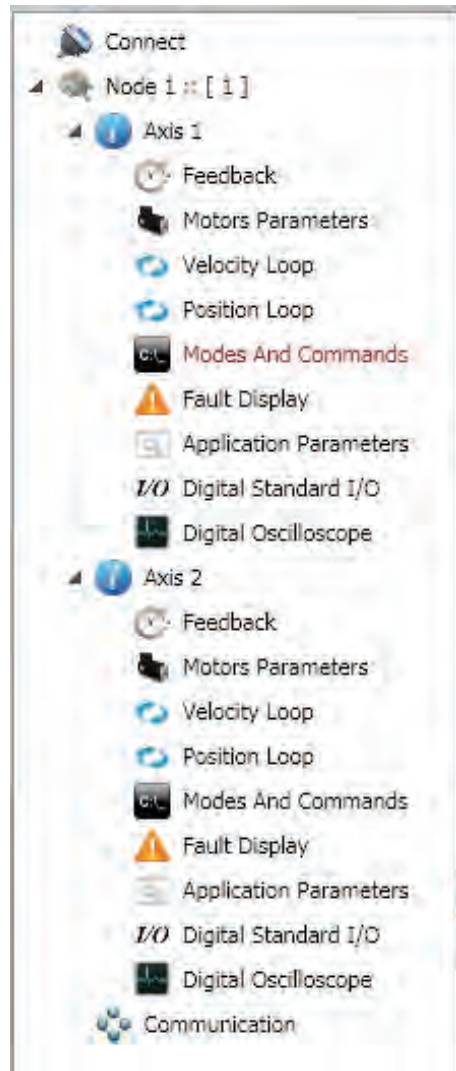 Connect
Node 1 :: [ 1 ]
Axis 1
Feedback
Motors Parameters
Velocity Loop
Position Loop
C:\_ Modes And Commands
Fault Display
Application Parameters
I/O Digital Standard I/O
Digital Oscilloscope
Axis 2
Feedback
Motors Parameters
Velocity Loop
Position Loop
C:\_ Modes And Commands
Fault Display
Application Parameters
I/O Digital Standard I/O
Digital Oscilloscope
Communication